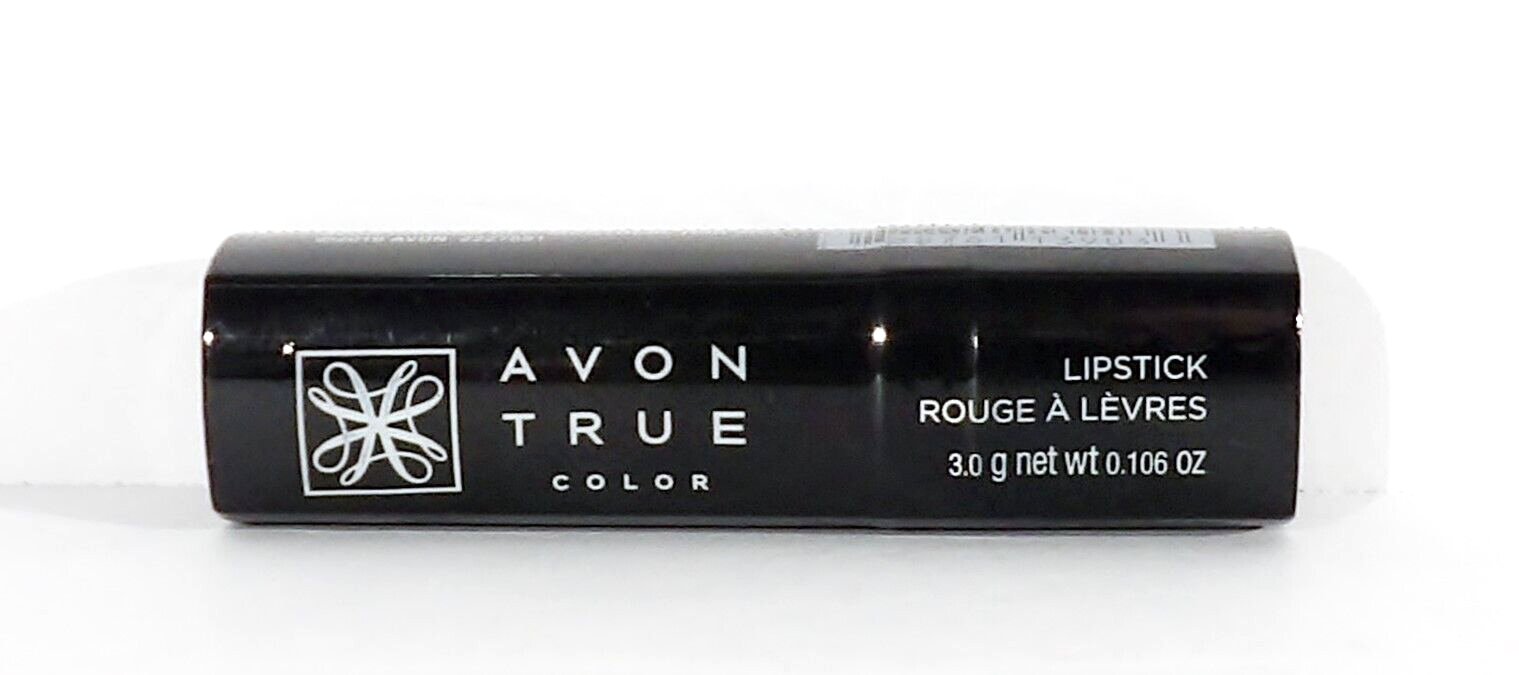 AVON
TRUE
COLOR
LIPSTICK
ROUGE À LÈVRES
3.0 g net wt 0.106 OZ